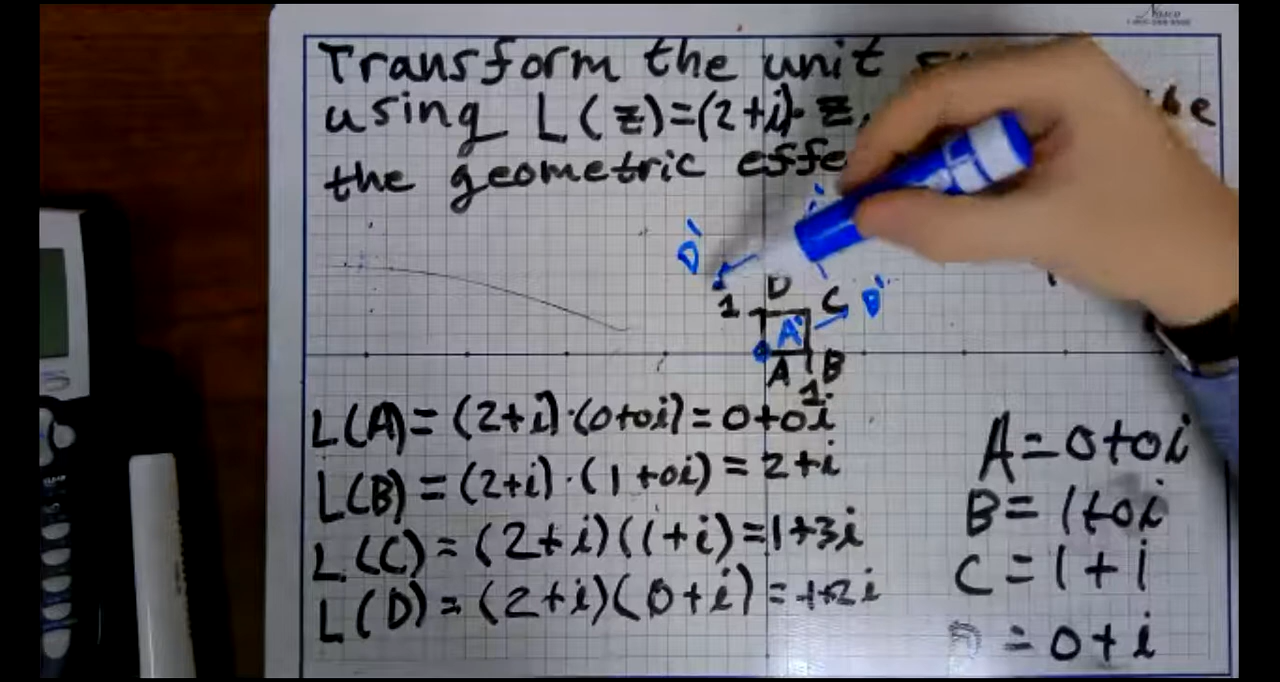 Transform the unit
using L(z)=(2+i)·z. the
the geometric effe
D'
1 D C B'
A'
A B
1
L(A)=(2+i)·(0+0i)=0+0i
L(B)=(2+i)·(1+0i)=2+i
L(C)=(2+i)(1+i)=1+3i
L(D)=(2+i)(0+i)=-1+2i
A=0+0i
B=1+0i
C=1+i
D=0+i